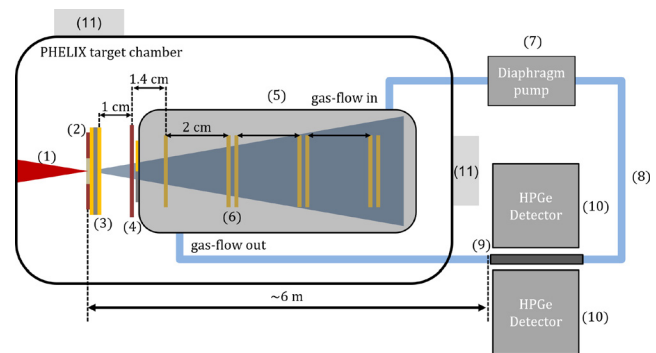 (11)
PHELIX target chamber
(7)
Diaphragm
pump
1.4 cm
(5)
gas-flow in
1 cm
(2)
2 cm
(1)
(11)
HPGe
Detector
(8)
(10)
(3)
(4)
(6)
gas-flow out
(9)
~6 m
HPGe
Detector
(10)